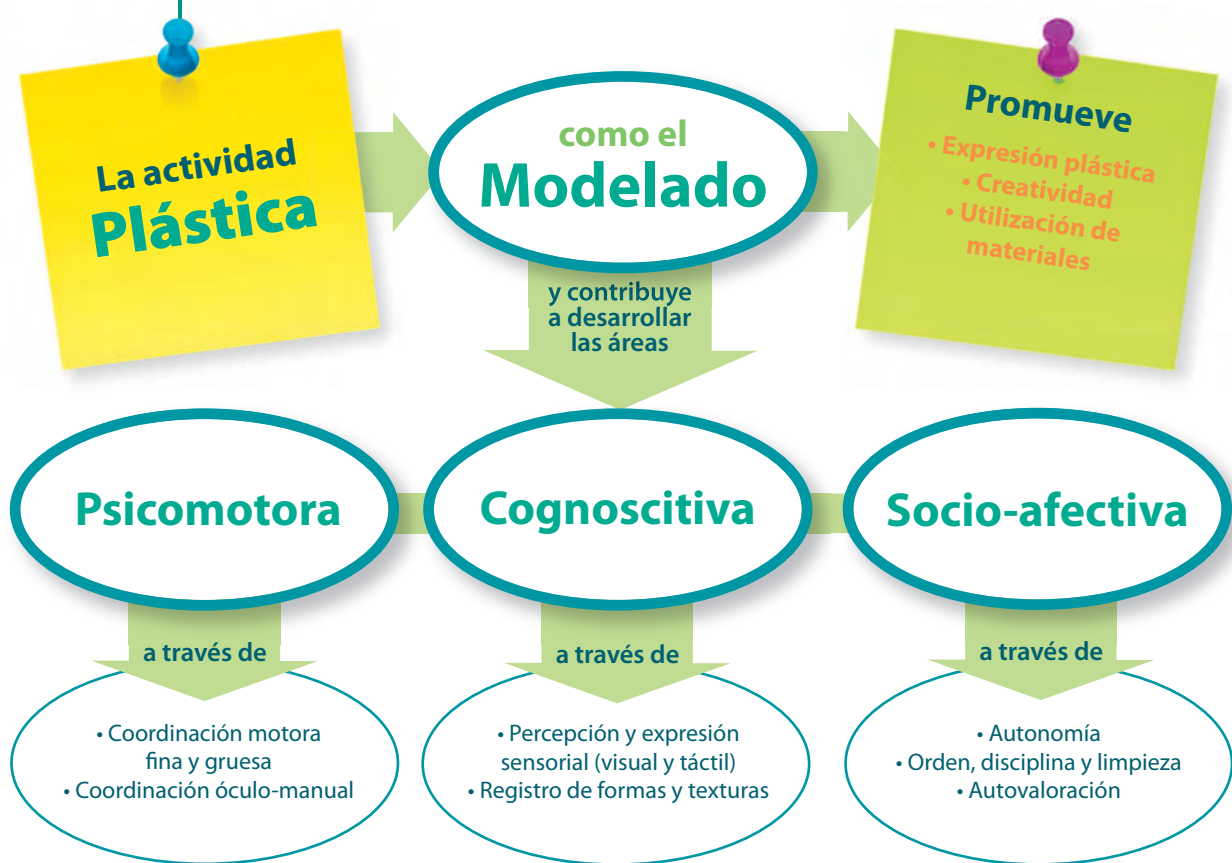 La actividad
Plástica
como el
Modelado
Promueve
• Expresión plástica
• Creatividad
• Utilización de
materiales
y contribuye
a desarrollar
las áreas
Psicomotora
Cognoscitiva
Socio-afectiva
a través de
a través de
a través de
• Coordinación motora
fina y gruesa
• Coordinación óculo-manual
• Percepción y expresión
sensorial (visual y táctil)
• Registro de formas y texturas
• Autonomía
• Orden, disciplina y limpieza
• Autovaloración